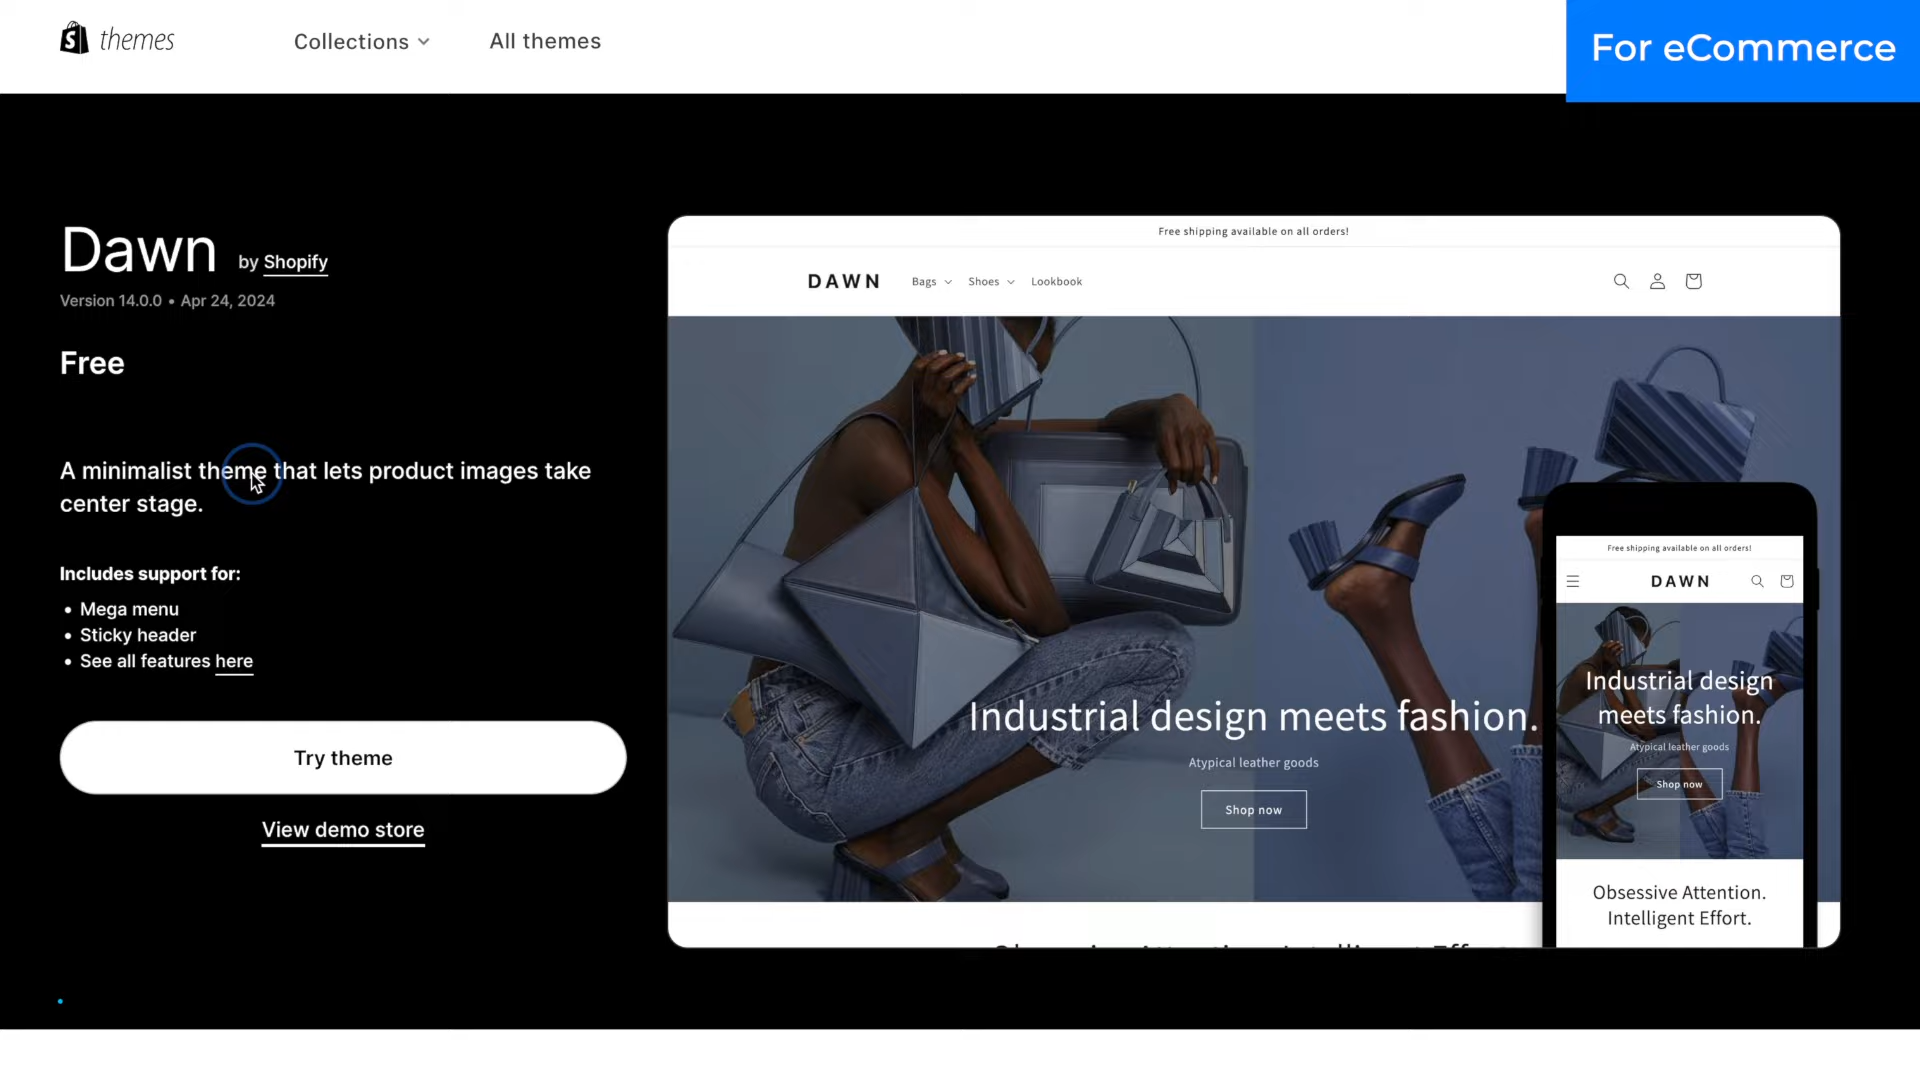 themes
Collections
All themes
For eCommerce
Dawn by Shopify
Version 14.0.0 • Apr 24, 2024
Free
A minimalist theme that lets product images take
center stage.
Includes support for:
• Mega menu
• Sticky header
• See all features here
Try theme
View demo store
Free shipping available on all orders!
DAWN
Bags
Shoes
Lookbook
Industrial design meets fashion.
Atypical leather goods
Shop now
Free shipping available on all orders!
DAWN
Industrial design
meets fashion.
Atypical leather goods
Shop now
Obsessive Attention.
Intelligent Effort.